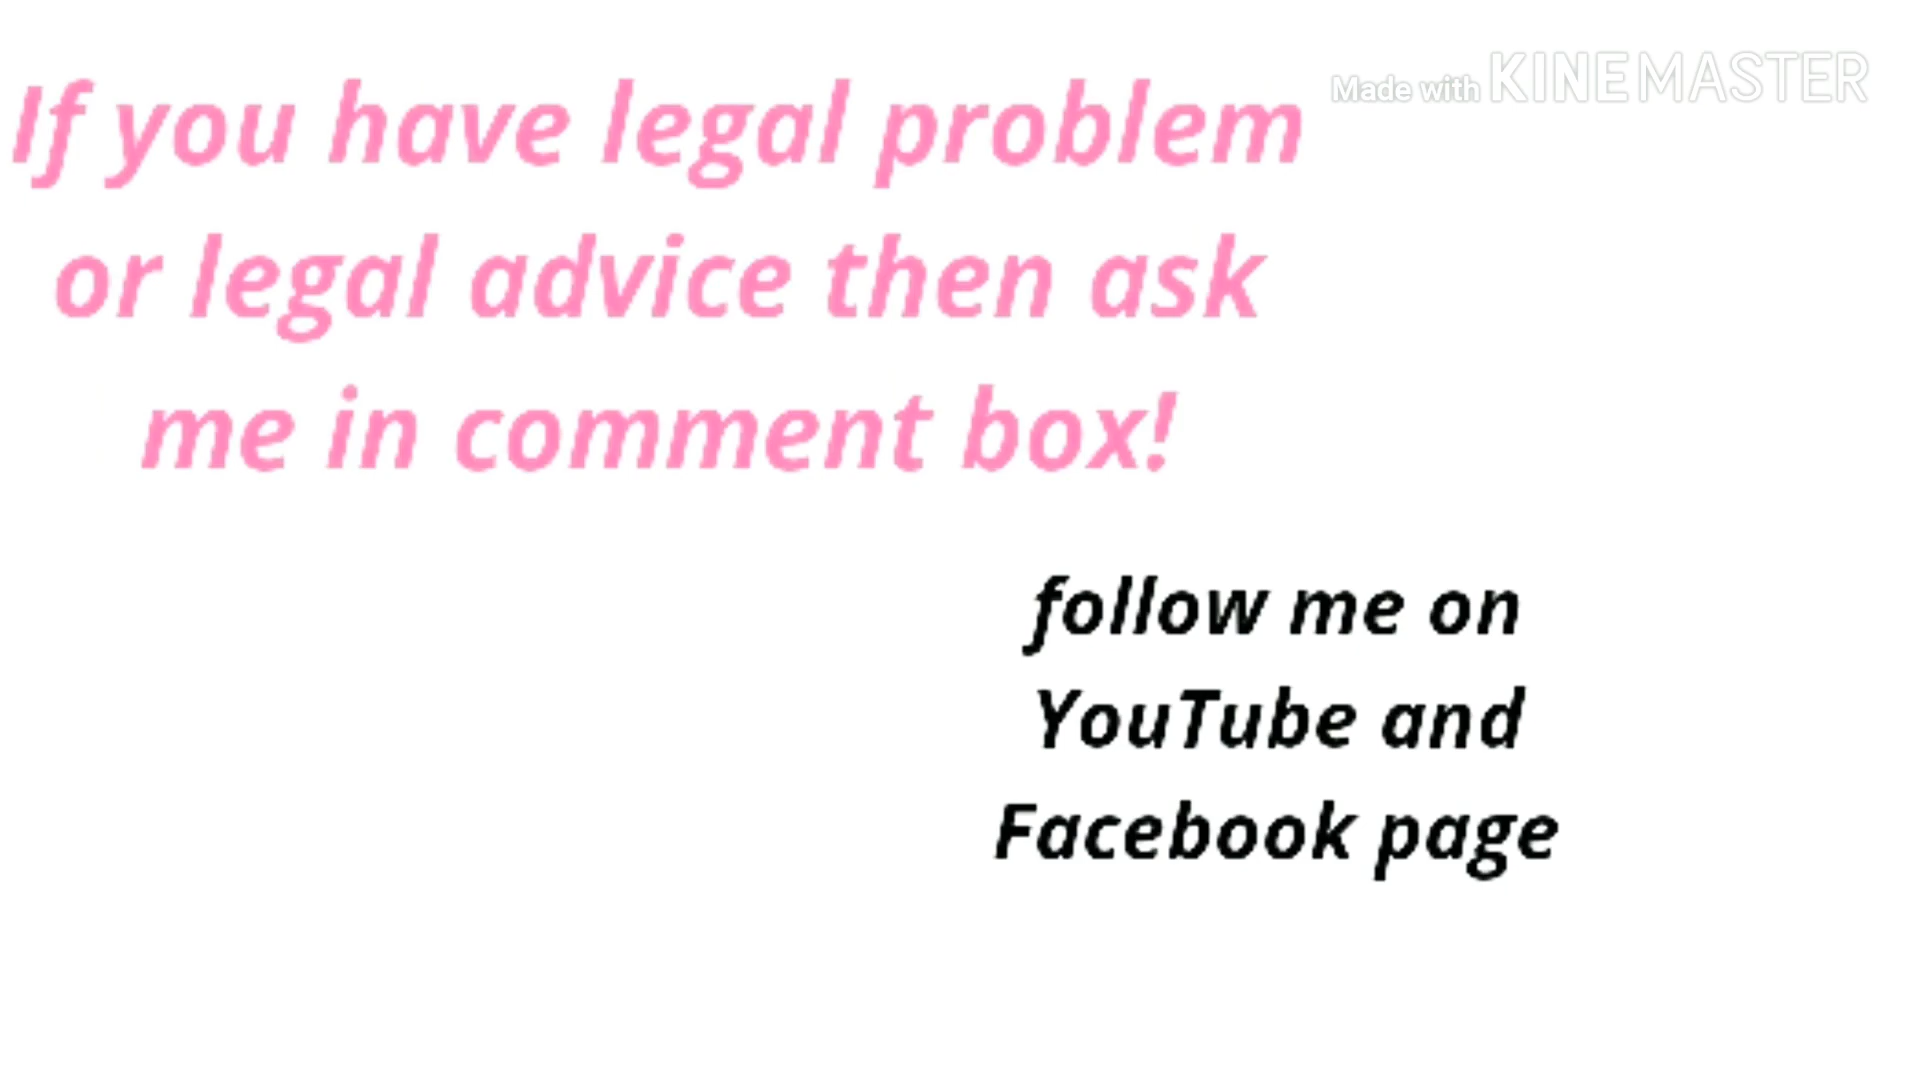 Made with KINEMASTER
If you have legal problem
or legal advice then ask
me in comment box!
follow me on
YouTube and
Facebook page